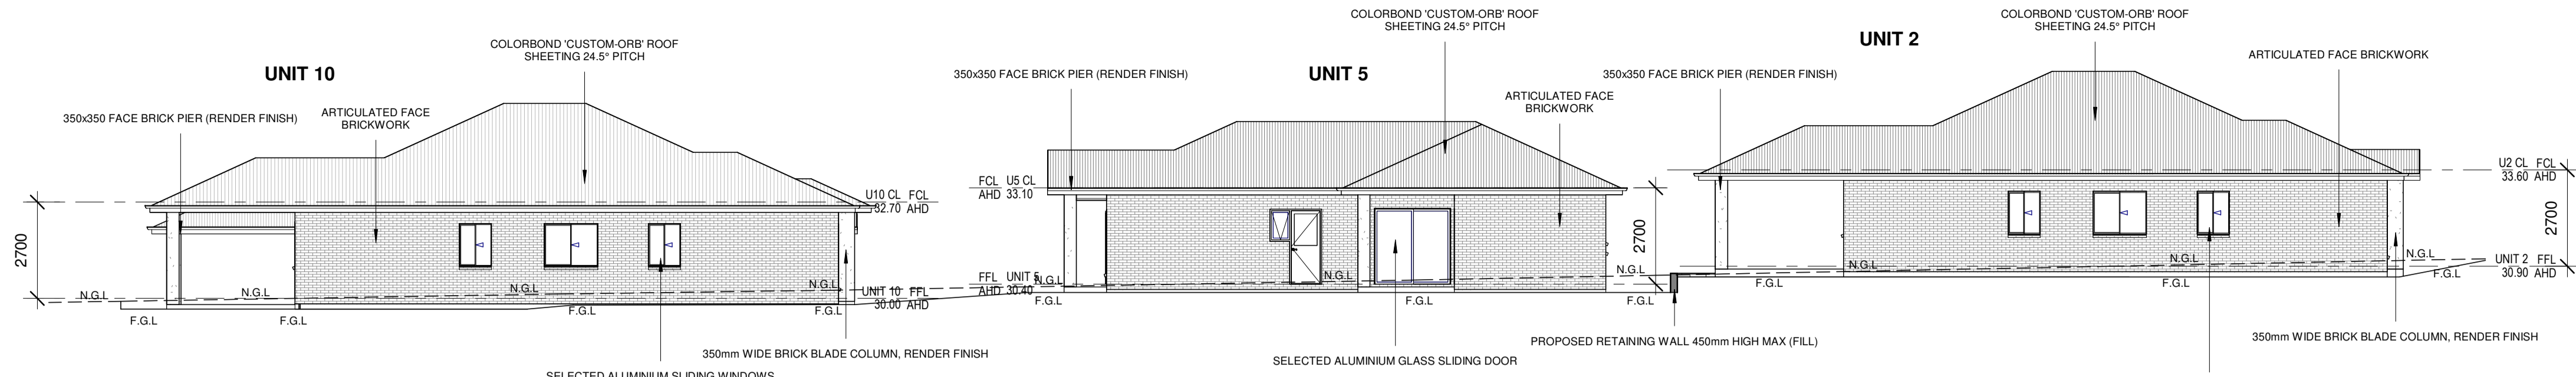 UNIT 10
COLORBOND 'CUSTOM-ORB' ROOF
SHEETING 24.5° PITCH
350x350 FACE BRICK PIER (RENDER FINISH)
ARTICULATED FACE
BRICKWORK
2700
U10 CL FCL
32.70 AHD
N.G.L
N.G.L
N.G.L
N.G.L
UNIT 10 FFL
30.00 AHD
F.G.L
F.G.L
F.G.L
F.G.L
350mm WIDE BRICK BLADE COLUMN, RENDER FINISH
SELECTED ALUMINIUM SLIDING WINDOWS
UNIT 5
COLORBOND 'CUSTOM-ORB' ROOF
SHEETING 24.5° PITCH
350x350 FACE BRICK PIER (RENDER FINISH)
ARTICULATED FACE
BRICKWORK
FCL U5 CL
AHD 33.10
2700
FFL UNIT 5
AHD 30.40
N.G.L
N.G.L
N.G.L
F.G.L
F.G.L
F.G.L
SELECTED ALUMINIUM GLASS SLIDING DOOR
PROPOSED RETAINING WALL 450mm HIGH MAX (FILL)
UNIT 2
COLORBOND 'CUSTOM-ORB' ROOF
SHEETING 24.5° PITCH
350x350 FACE BRICK PIER (RENDER FINISH)
ARTICULATED FACE BRICKWORK
U2 CL FCL
33.60 AHD
2700
N.G.L
N.G.L
N.G.L
UNIT 2 FFL
30.90 AHD
F.G.L
F.G.L
F.G.L
350mm WIDE BRICK BLADE COLUMN, RENDER FINISH